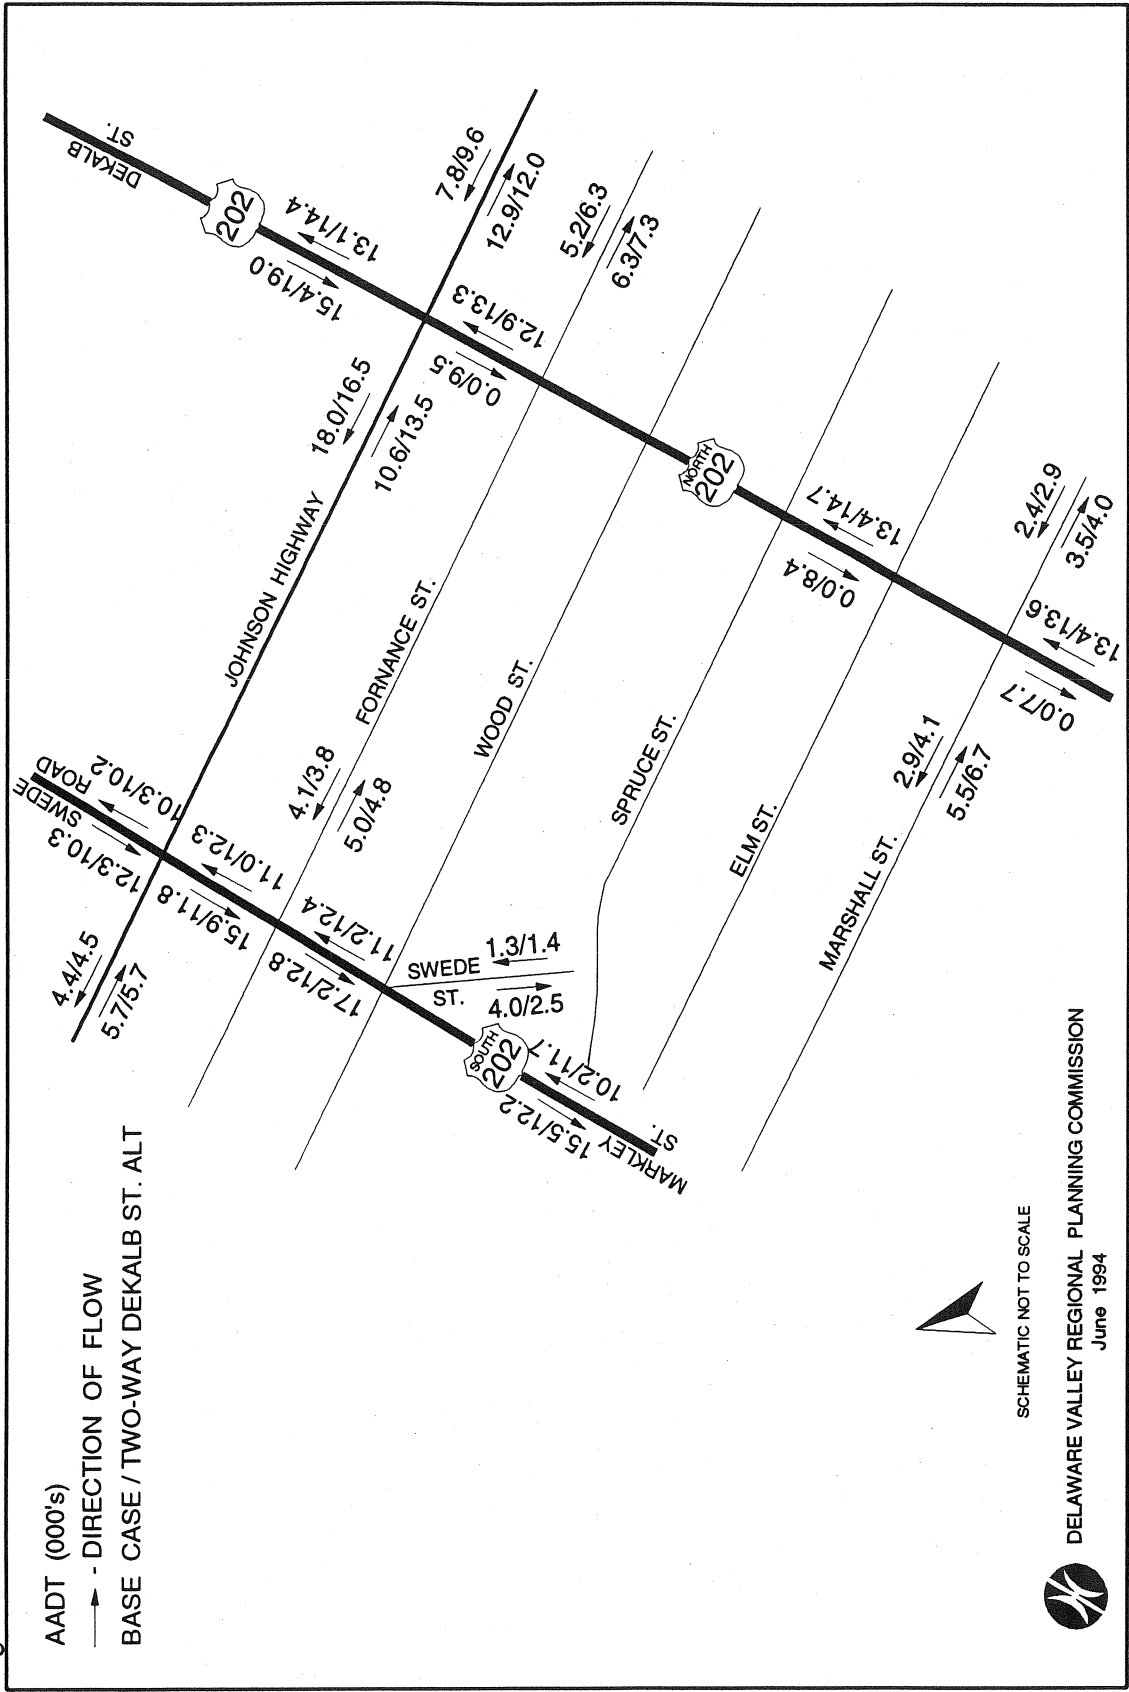 AADT (000's)
- DIRECTION OF FLOW
BASE CASE / TWO-WAY DEKALB ST. ALT
SWEDE
ROAD
12.3/10.3
10.3/10.2
4.4/4.5
5.7/5.7
15.9/11.8
11.0/12.3
17.2/12.8
11.2/12.4
SWEDE
ST.
1.3/1.4
4.0/2.5
SOUTH
202
15.5/12.2
10.2/11.7
MARKLEY
ST.
JOHNSON HIGHWAY
18.0/16.5
10.6/13.5
FORNANCE ST.
4.1/3.8
5.0/4.8
WOOD ST.
SPRUCE ST.
ELM ST.
MARSHALL ST.
2.9/4.1
5.5/6.7
DEKALB
ST.
202
15.4/19.0
13.1/14.4
7.8/9.6
12.9/12.0
0.0/9.5
12.9/13.3
5.2/6.3
6.3/7.3
NORTH
202
0.0/8.4
13.4/14.7
2.4/2.9
3.5/4.0
0.0/7.7
13.4/13.6
SCHEMATIC NOT TO SCALE
DELAWARE VALLEY REGIONAL PLANNING COMMISSION
June 1994